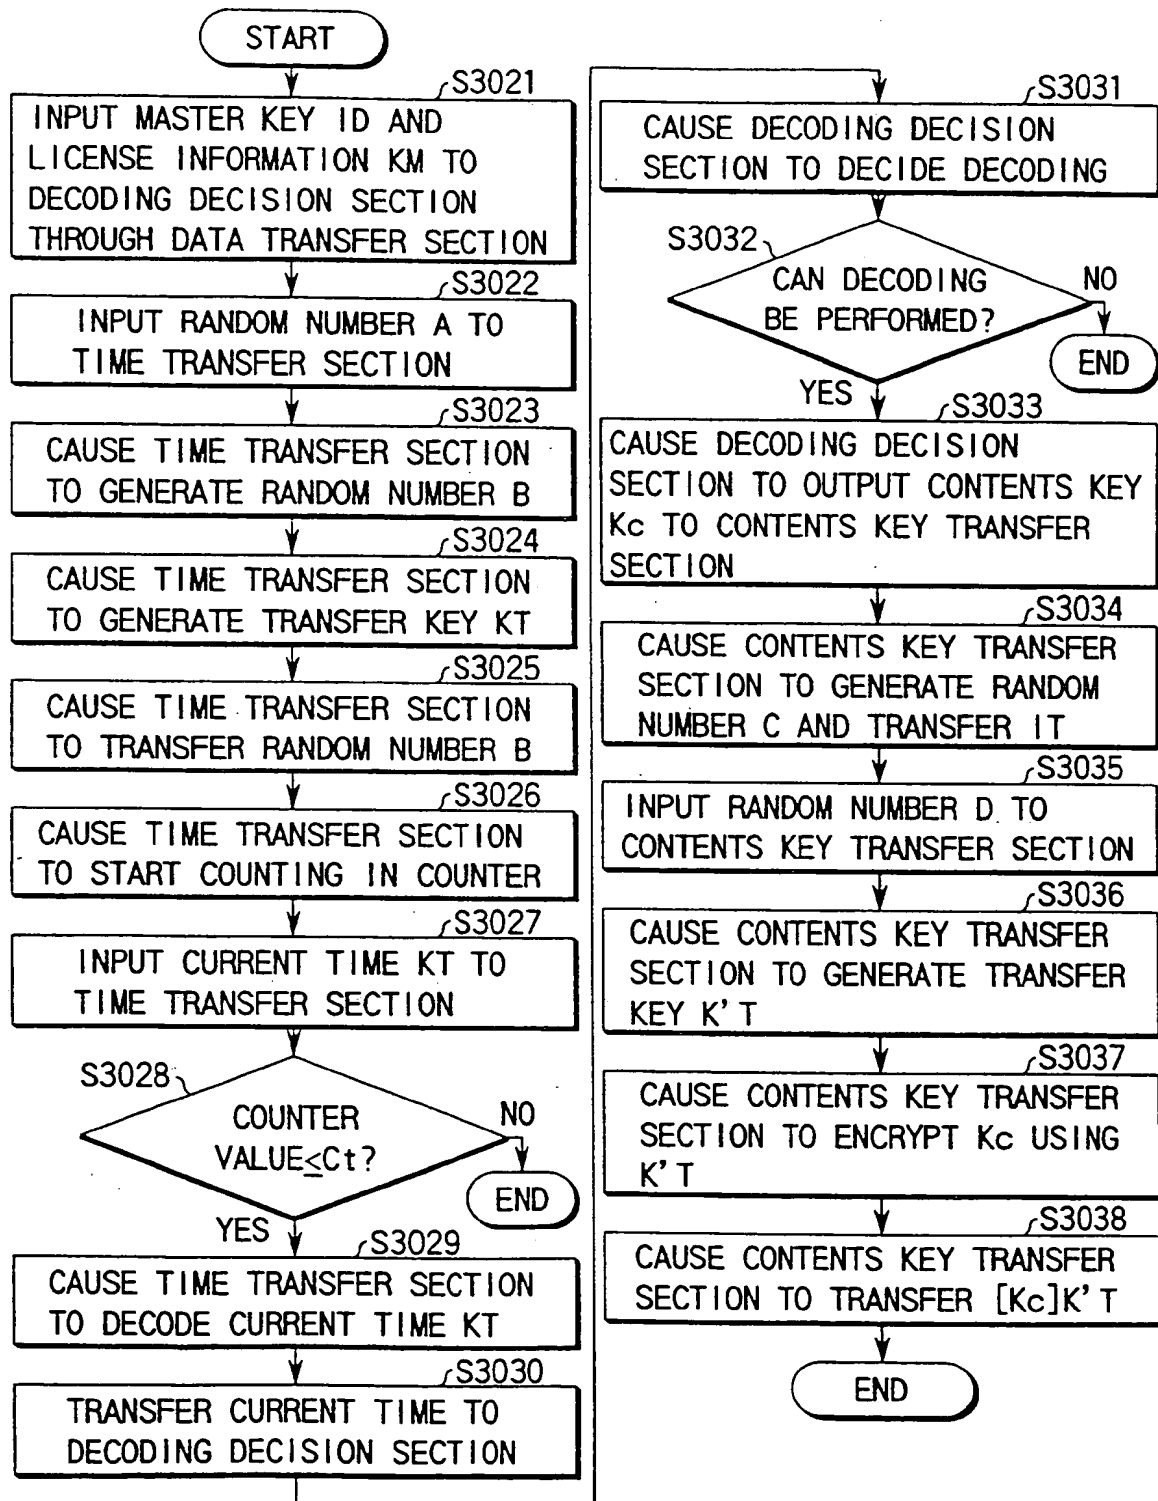 START
S3021
INPUT MASTER KEY ID AND
LICENSE INFORMATION KM TO
DECODING DECISION SECTION
THROUGH DATA TRANSFER SECTION
S3022
INPUT RANDOM NUMBER A TO
TIME TRANSFER SECTION
S3023
CAUSE TIME TRANSFER SECTION
TO GENERATE RANDOM NUMBER B
S3024
CAUSE TIME TRANSFER SECTION
TO GENERATE TRANSFER KEY KT
S3025
CAUSE TIME TRANSFER SECTION
TO TRANSFER RANDOM NUMBER B
S3026
CAUSE TIME TRANSFER SECTION
TO START COUNTING IN COUNTER
S3027
INPUT CURRENT TIME KT TO
TIME TRANSFER SECTION
S3028
COUNTER
VALUE≤Ct?
NO
END
YES
S3029
CAUSE TIME TRANSFER SECTION
TO DECODE CURRENT TIME KT
S3030
TRANSFER CURRENT TIME TO
DECODING DECISION SECTION
S3031
CAUSE DECODING DECISION
SECTION TO DECIDE DECODING
S3032
CAN DECODING
BE PERFORMED?
NO
END
YES
S3033
CAUSE DECODING DECISION
SECTION TO OUTPUT CONTENTS KEY
Kc TO CONTENTS KEY TRANSFER
SECTION
S3034
CAUSE CONTENTS KEY TRANSFER
SECTION TO GENERATE RANDOM
NUMBER C AND TRANSFER IT
S3035
INPUT RANDOM NUMBER D TO
CONTENTS KEY TRANSFER SECTION
S3036
CAUSE CONTENTS KEY TRANSFER
SECTION TO GENERATE TRANSFER
KEY K'T
S3037
CAUSE CONTENTS KEY TRANSFER
SECTION TO ENCRYPT Kc USING
K'T
S3038
CAUSE CONTENTS KEY TRANSFER
SECTION TO TRANSFER [Kc]K'T
END